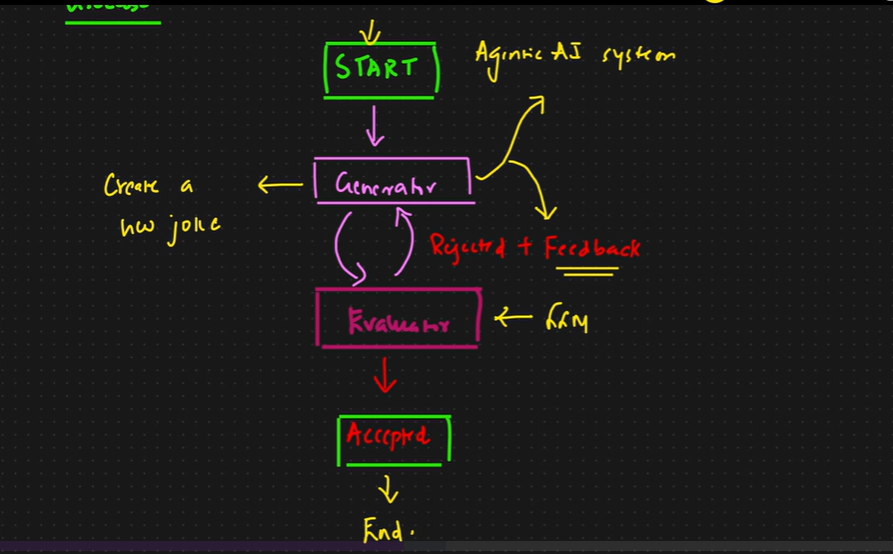 START
Agentic AI system
Generator
Create a
new joke
Rejected + Feedback
Evaluator
LLM
Accepted
End.